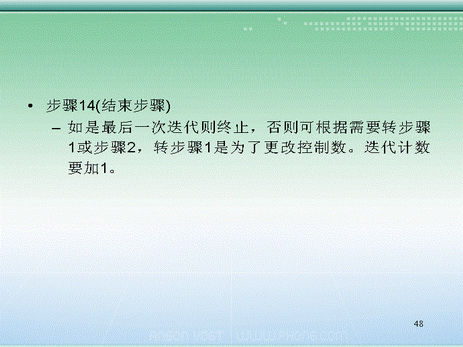 • 步骤14(结束步骤)
– 如是最后一次迭代则终止，否则可根据需要转步骤
1或步骤2，转步骤1是为了更改控制数。迭代计数
要加1。
48